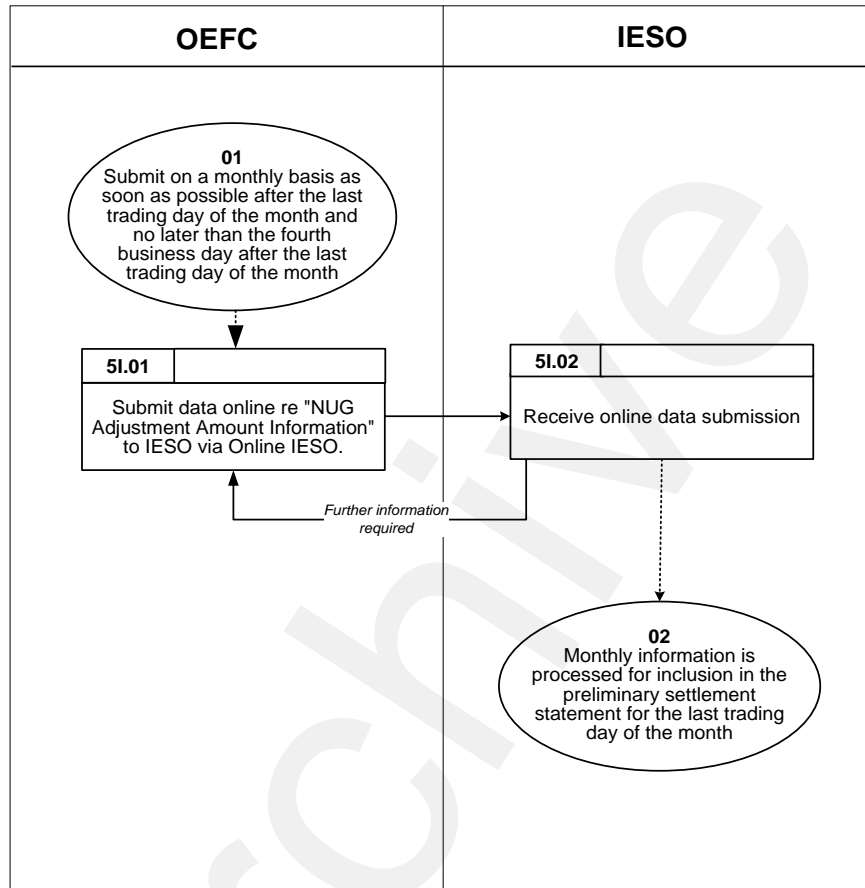 OEFC
IESO
01
Submit on a monthly basis as
soon as possible after the last
trading day of the month and
no later than the fourth
business day after the last
trading day of the month
5I.01
Submit data online re "NUG
Adjustment Amount Information"
to IESO via Online IESO.
5I.02
Receive online data submission
Further information
required
02
Monthly information is
processed for inclusion in the
preliminary settlement
statement for the last trading
day of the month